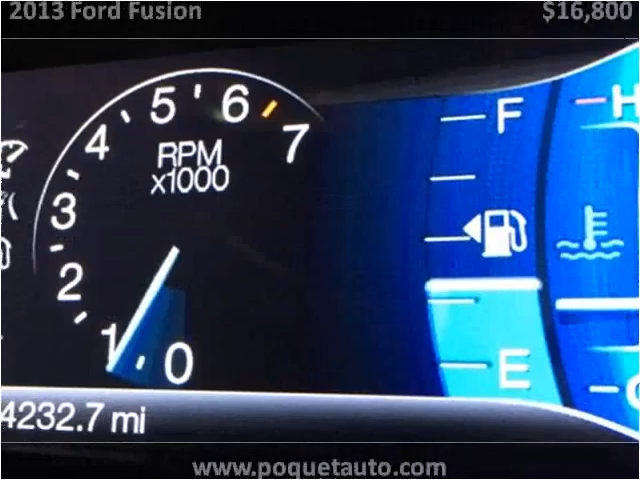 2013 Ford Fusion
$16,800
5 6
4 7
RPM
x1000
3
2
1 0
F
E
H
4232.7 mi
www.poquetauto.com